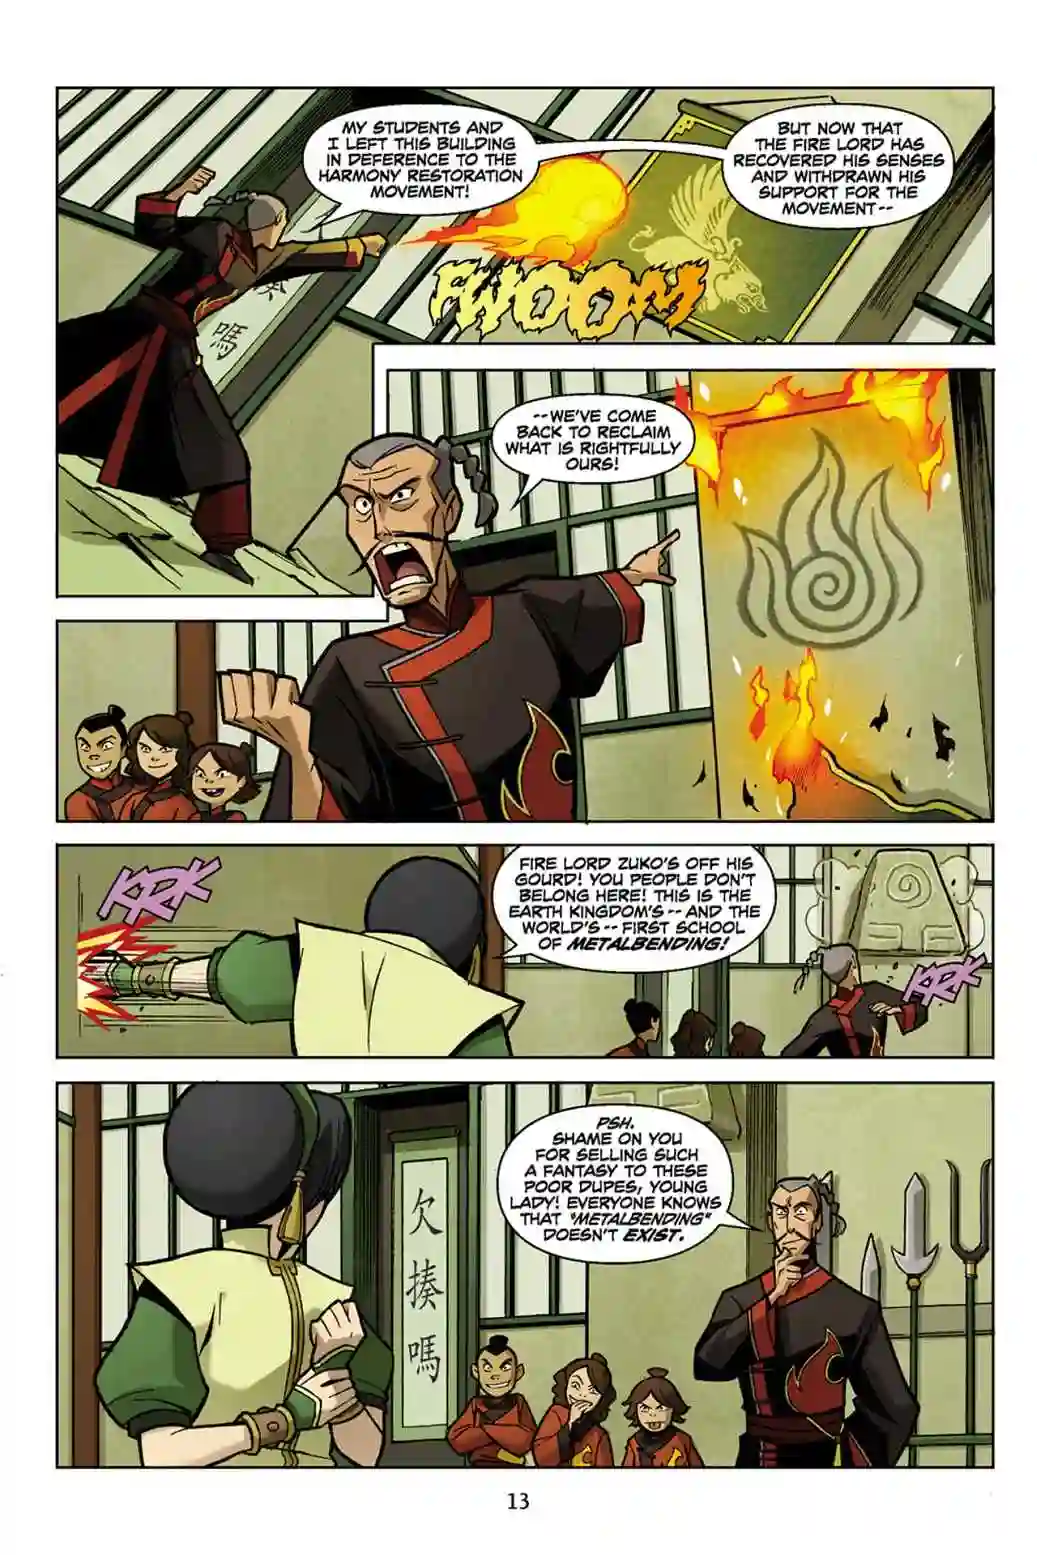 MY STUDENTS AND
I LEFT THIS BUILDING
IN DEFERENCE TO THE
HARMONY RESTORATION
MOVEMENT!
BUT NOW THAT
THE FIRE LORD HAS
RECOVERED HIS SENSES
AND WITHDRAWN HIS
SUPPORT FOR THE
MOVEMENT--
FWOOM
嗎
--WE'VE COME
BACK TO RECLAIM
WHAT IS RIGHTFULLY
OURS!
KRK
FIRE LORD ZUKO'S OFF HIS
GOURD! YOU PEOPLE DON'T
BELONG HERE! THIS IS THE
EARTH KINGDOM'S -- AND THE
WORLD'S -- FIRST SCHOOL
OF METALBENDING!
KRK
PSH.
SHAME ON YOU
FOR SELLING SUCH
A FANTASY TO THESE
POOR DUPES, YOUNG
LADY! EVERYONE KNOWS
THAT "METALBENDING"
DOESN'T EXIST.
欠
揍
嗎
13